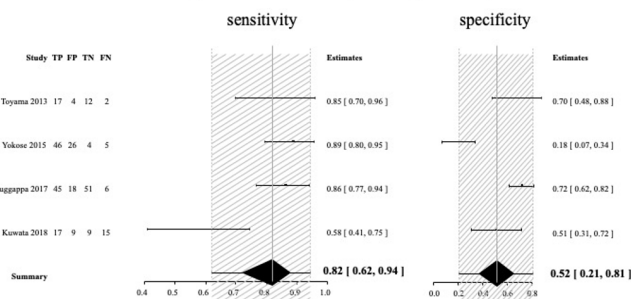 sensitivity specificity
Study TP FP TN FN Estimates Estimates
Toyama 2013 17 4 12 2 0.85 [ 0.70, 0.96 ] 0.70 [ 0.48, 0.88 ]
Yokose 2015 46 26 4 5 0.89 [ 0.80, 0.95 ] 0.18 [ 0.07, 0.34 ]
uggappa 2017 45 18 51 6 0.86 [ 0.77, 0.94 ] 0.72 [ 0.62, 0.82 ]
Kuwata 2018 17 9 9 15 0.58 [ 0.41, 0.75 ] 0.51 [ 0.31, 0.72 ]
Summary 0.82 [ 0.62, 0.94 ] 0.52 [ 0.21, 0.81 ]
0.4 0.5 0.6 0.7 0.8 0.9 1.0 0.0 0.2 0.4 0.6 0.8